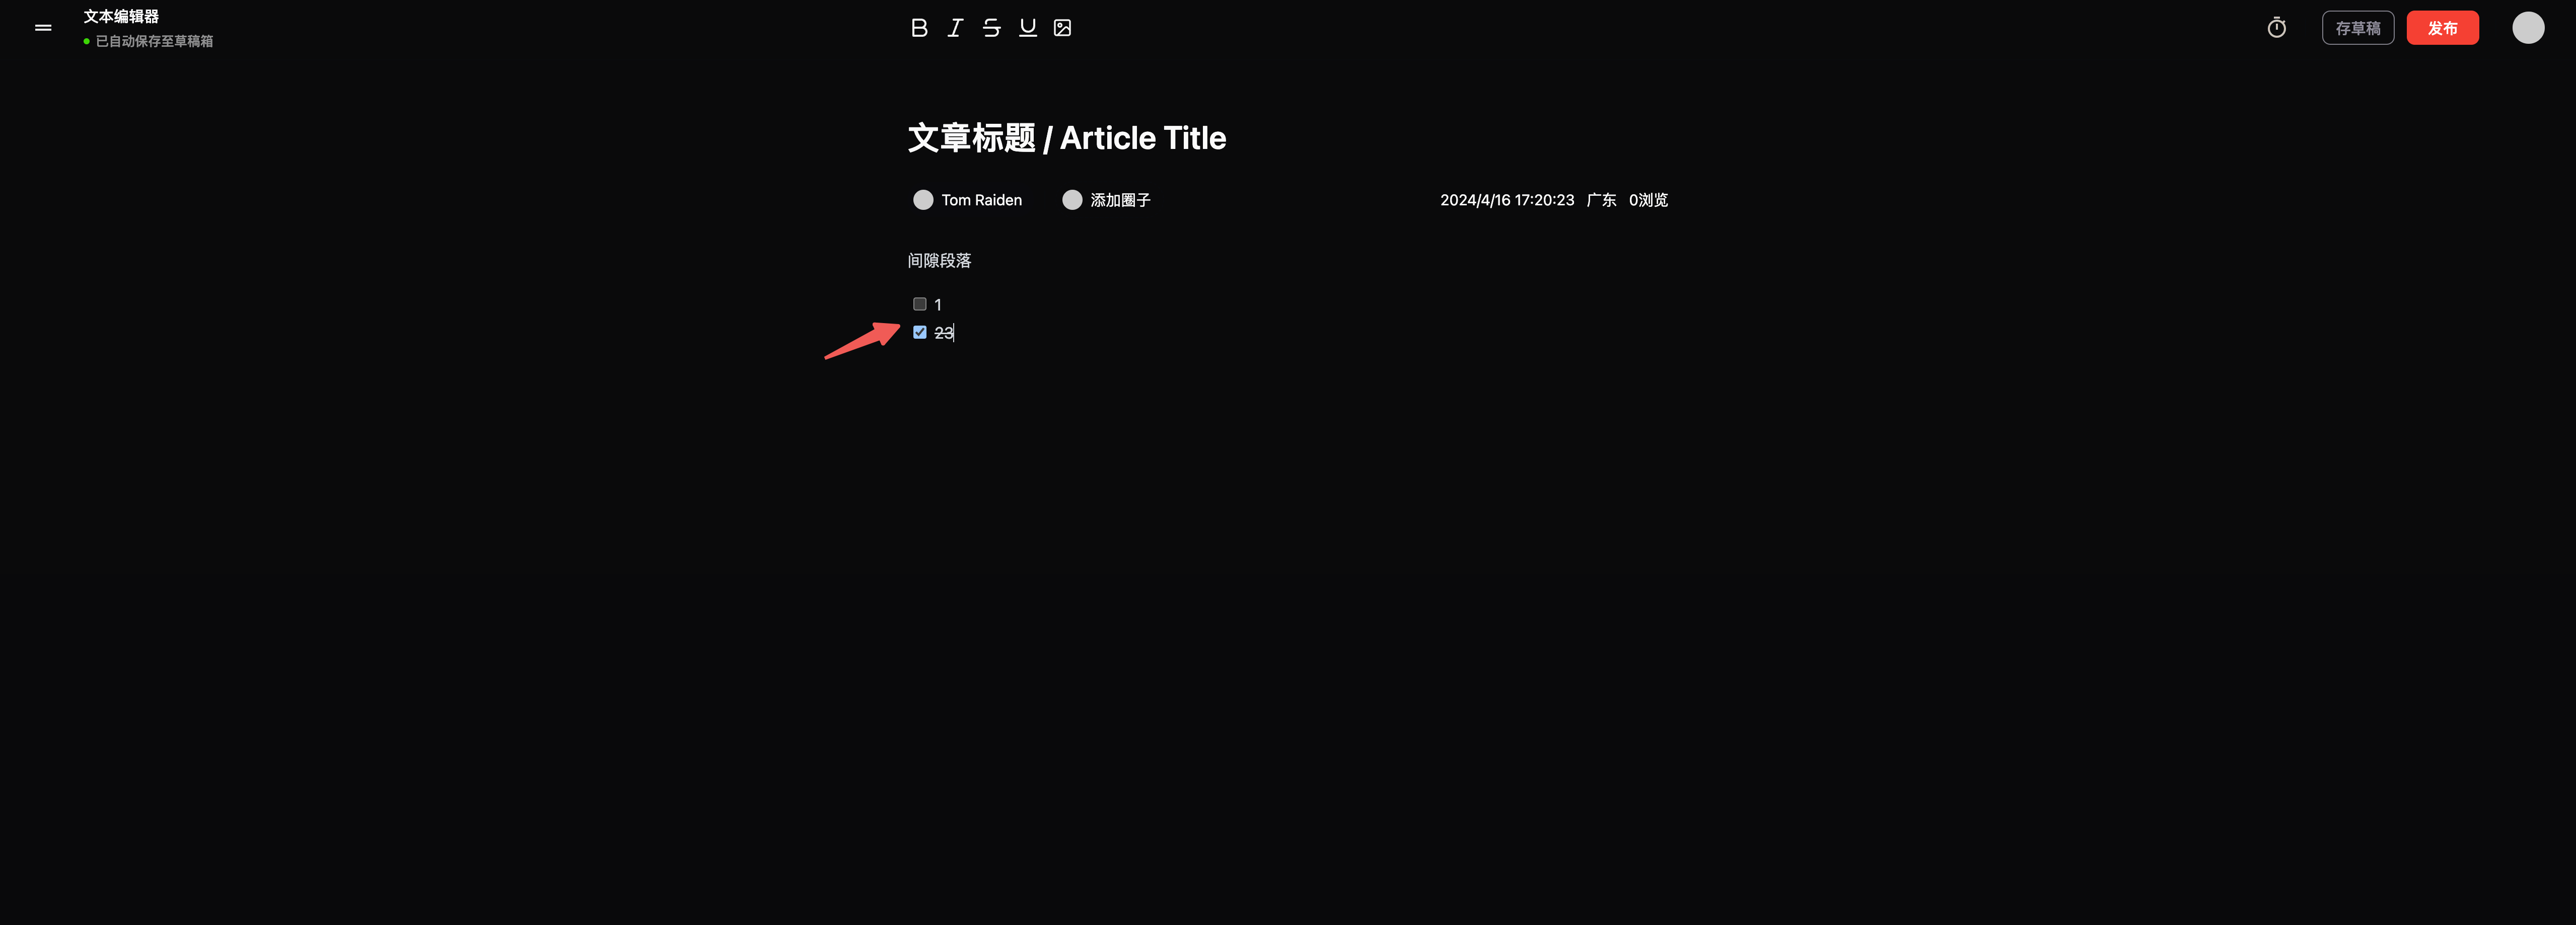 文本编辑器
已自动保存至草稿箱
B I S U
存草稿
发布
文章标题 / Article Title
Tom Raiden 添加圈子 2024/4/16 17:20:23 广东 0浏览
间隙段落
1
23